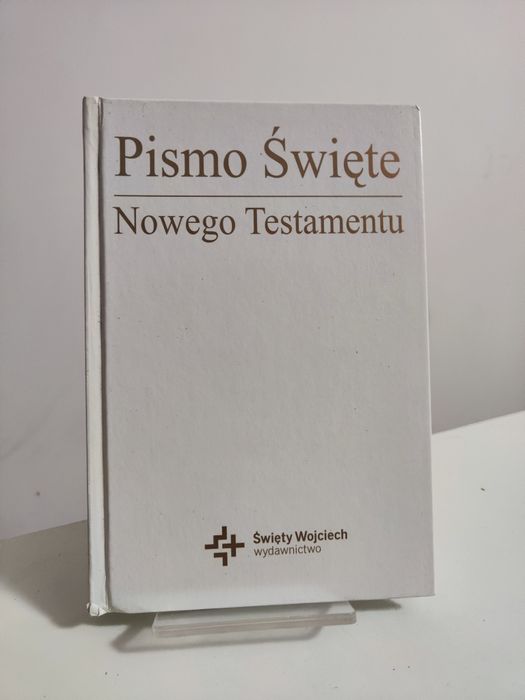 Pismo Święte
Nowego Testamentu
Święty Wojciech
wydawnictwo